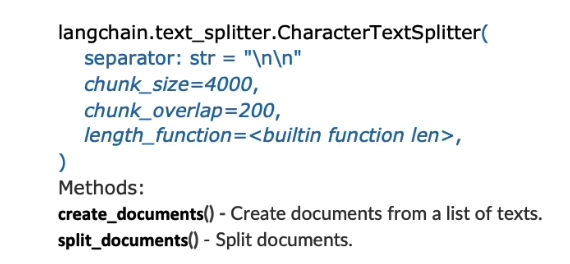 langchain.text_splitter.CharacterTextSplitter(
separator: str = "\n\n"
chunk_size=4000,
chunk_overlap=200,
length_function=<builtin function len>,
)
Methods:
create_documents() - Create documents from a list of texts.
split_documents() - Split documents.